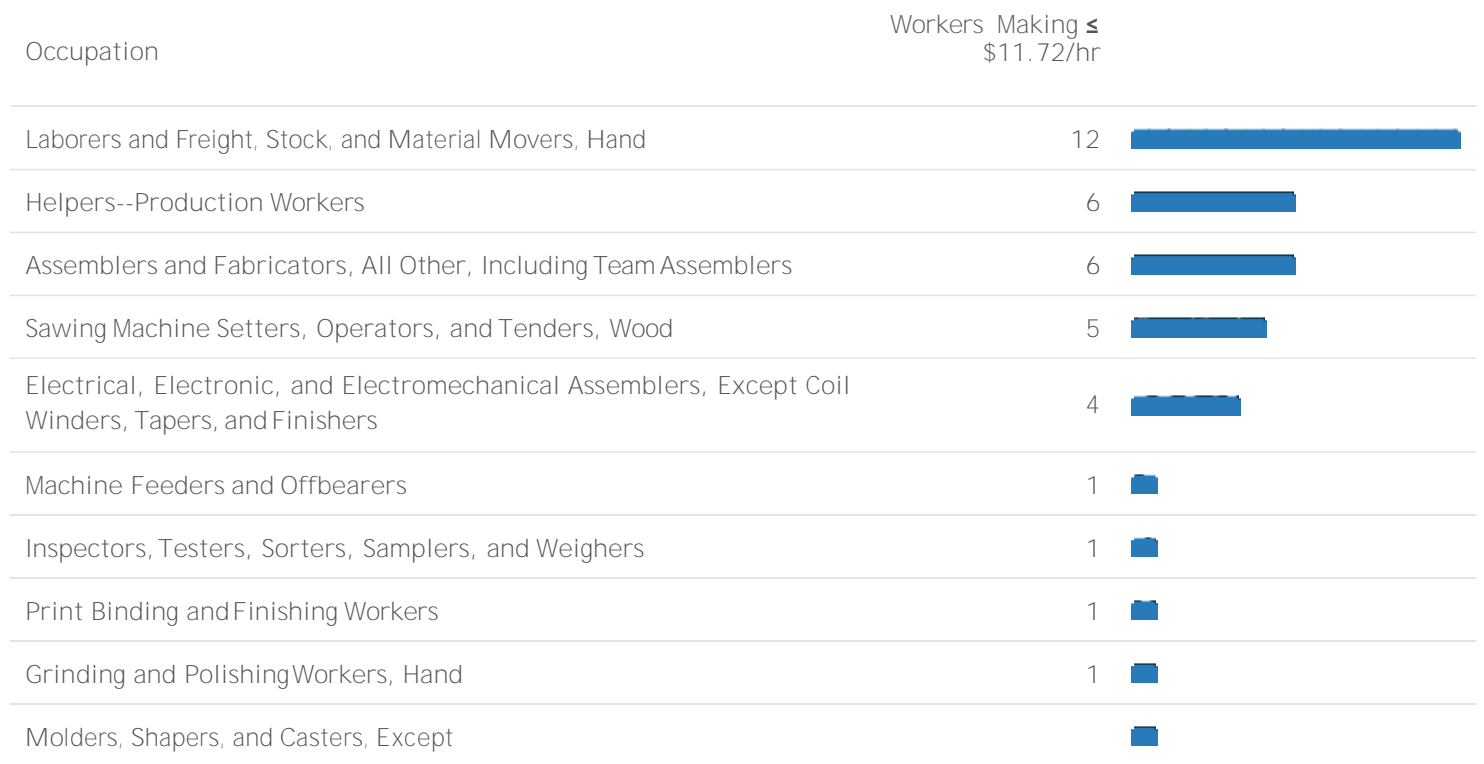 Workers Making ≤
Occupation $11.72/hr
Laborers and Freight, Stock, and Material Movers, Hand 12
Helpers--Production Workers 6
Assemblers and Fabricators, All Other, Including Team Assemblers 6
Sawing Machine Setters, Operators, and Tenders, Wood 5
Electrical, Electronic, and Electromechanical Assemblers, Except Coil
Winders, Tapers, and Finishers 4
Machine Feeders and Offbearers 1
Inspectors, Testers, Sorters, Samplers, and Weighers 1
Print Binding and Finishing Workers 1
Grinding and Polishing Workers, Hand 1
Molders, Shapers, and Casters, Except